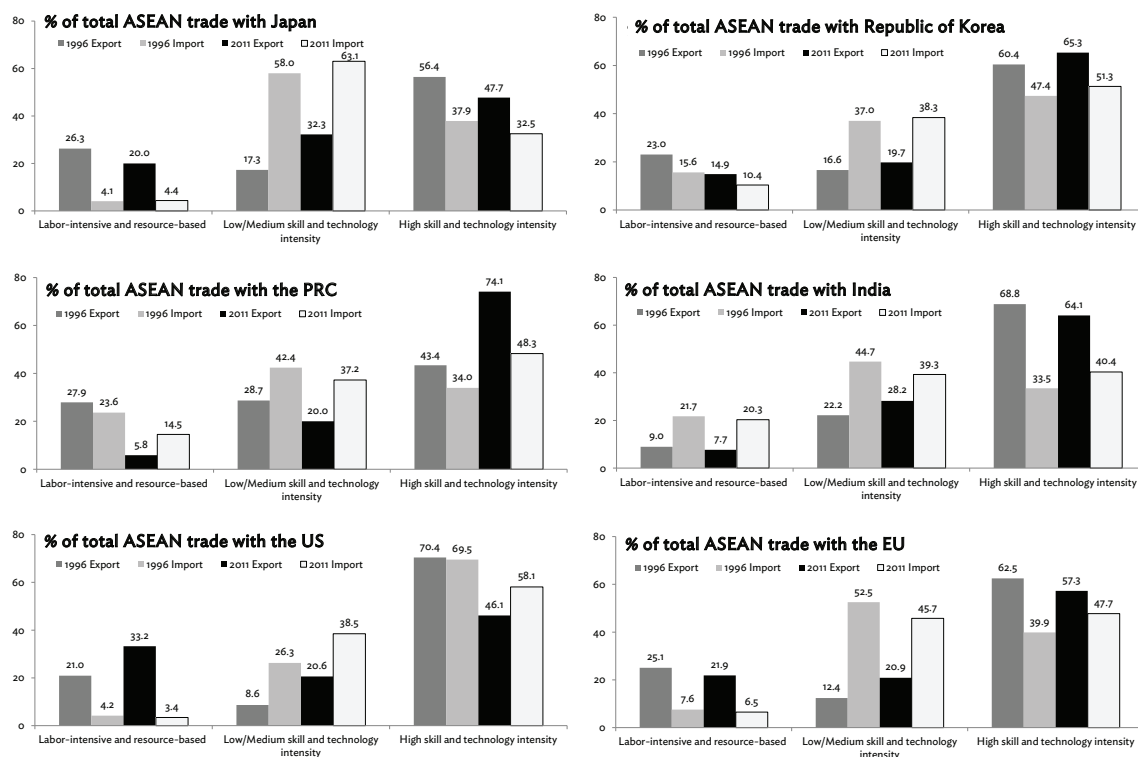 % of total ASEAN trade with Japan
1996 Export 1996 Import 2011 Export 2011 Import
80
60
40
20
0
26.3
4.1
20.0
4.4
17.3
58.0
32.3
63.1
56.4
37.9
47.7
32.5
Labor-intensive and resource-based
Low/Medium skill and technology
intensity
High skill and technology intensity
% of total ASEAN trade with Republic of Korea
1996 Export 1996 Import 2011 Export 2011 Import
80
60
40
20
0
23.0
15.6
14.9
10.4
16.6
37.0
19.7
38.3
60.4
47.4
65.3
51.3
Labor-intensive and resource-based
Low/Medium skill and technology
intensity
High skill and technology intensity
% of total ASEAN trade with the PRC
1996 Export 1996 Import 2011 Export 2011 Import
80
60
40
20
0
27.9
23.6
5.8
14.5
28.7
42.4
20.0
37.2
43.4
34.0
74.1
48.3
Labor-intensive and resource-based
Low/Medium skill and technology
intensity
High skill and technology intensity
% of total ASEAN trade with India
1996 Export 1996 Import 2011 Export 2011 Import
80
60
40
20
0
9.0
21.7
7.7
20.3
22.2
44.7
28.2
39.3
68.8
33.5
64.1
40.4
Labor-intensive and resource-based
Low/Medium skill and technology
intensity
High skill and technology intensity
% of total ASEAN trade with the US
1996 Export 1996 Import 2011 Export 2011 Import
80
60
40
20
0
21.0
4.2
33.2
3.4
8.6
26.3
20.6
38.5
70.4
69.5
46.1
58.1
Labor-intensive and resource-based
Low/Medium skill and technology
intensity
High skill and technology intensity
% of total ASEAN trade with the EU
1996 Export 1996 Import 2011 Export 2011 Import
80
60
40
20
0
25.1
7.6
21.9
6.5
12.4
52.5
20.9
45.7
62.5
39.9
57.3
47.7
Labor-intensive and resource-based
Low/Medium skill and technology
intensity
High skill and technology intensity